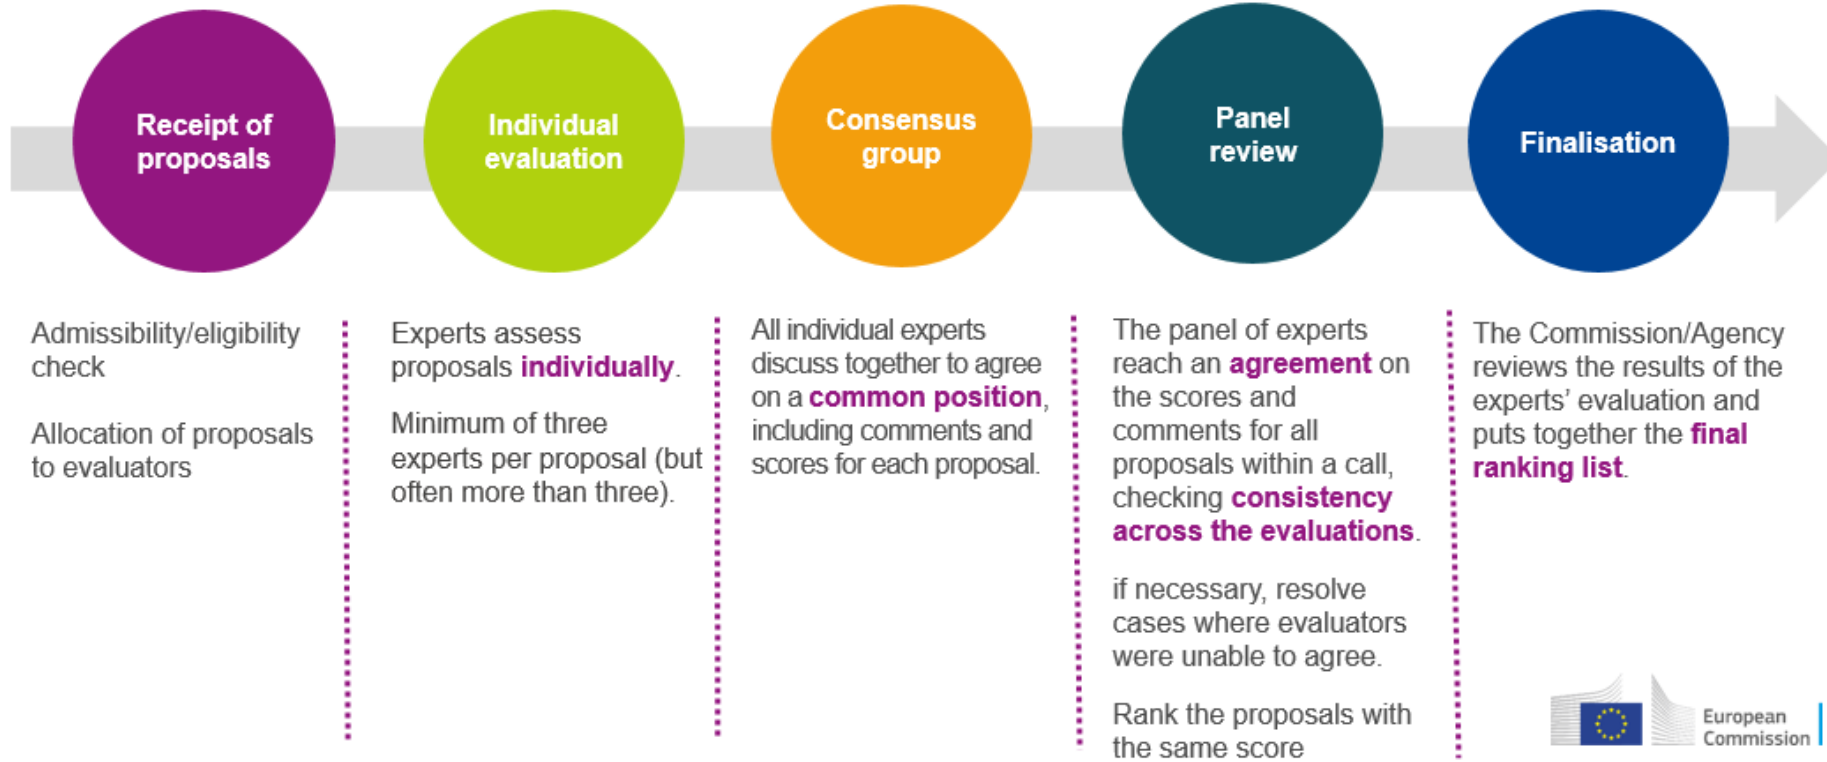 Receipt of
proposals
Individual
evaluation
Consensus
group
Panel
review
Finalisation
Admissibility/eligibility
check
Allocation of proposals
to evaluators
Experts assess
proposals individually.
Minimum of three
experts per proposal (but
often more than three).
All individual experts
discuss together to agree
on a common position,
including comments and
scores for each proposal.
The panel of experts
reach an agreement on
the scores and
comments for all
proposals within a call,
checking consistency
across the evaluations.
if necessary, resolve
cases where evaluators
were unable to agree.
Rank the proposals with
the same score
The Commission/Agency
reviews the results of the
experts’ evaluation and
puts together the final
ranking list.
European
Commission